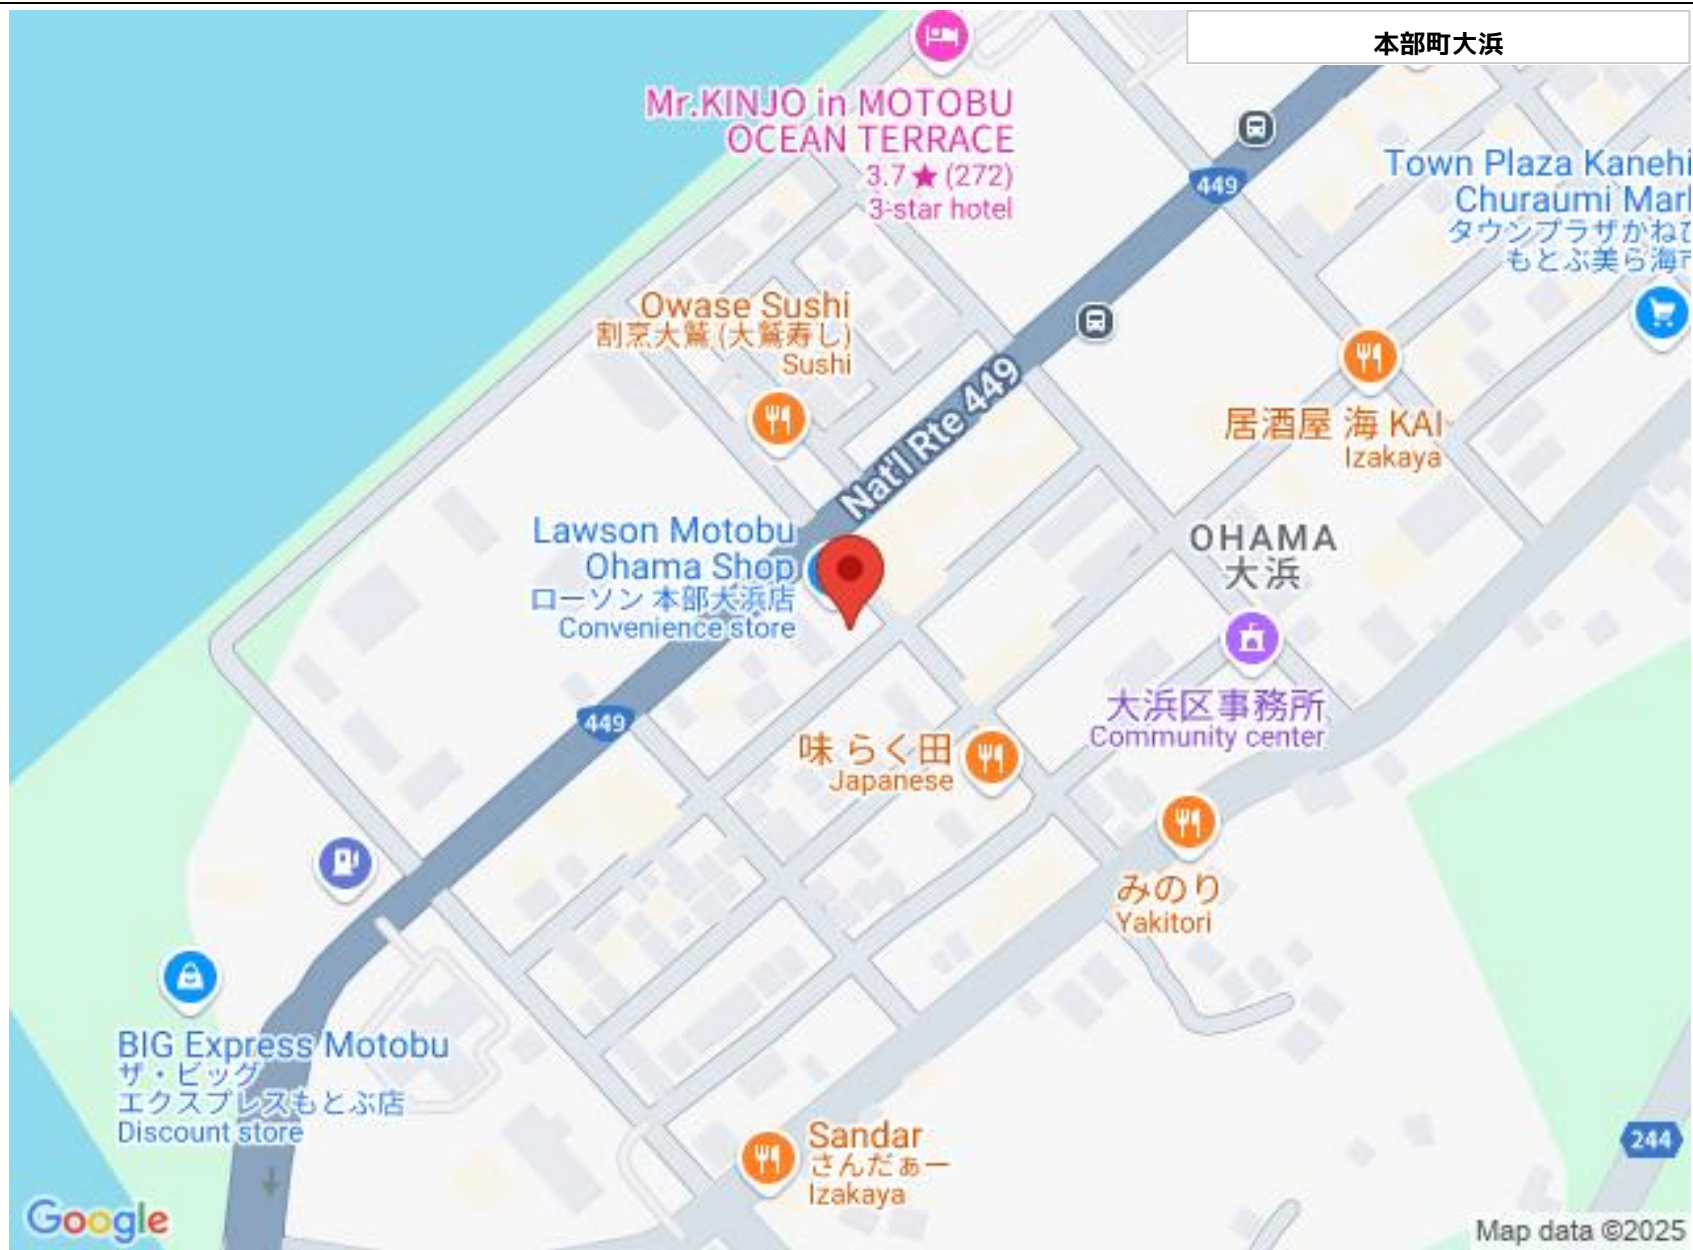 本部町大浜
Mr.KINJO in MOTOBU
OCEAN TERRACE
3.7★(272)
3-star hotel
449
Town Plaza Kanehi
Churaumi Mar
タウンプラザかねひ
もとぶ美ら海市
Owase Sushi
割烹大鷲 (大鷲寿し)
Sushi
Nat'l Rte 449
居酒屋 海 KAI
Izakaya
Lawson Motobu
Ohama Shop
ローソン 本部大浜店
Convenience store
OHAMA
大浜
449
大浜区事務所
Community center
味 らく田
Japanese
みのり
Yakitori
BIG Express Motobu
ザ・ビッグ
エクスプレスもとぶ店
Discount store
Sandar
さんだぁー
Izakaya
244
Google
Map data ©2025